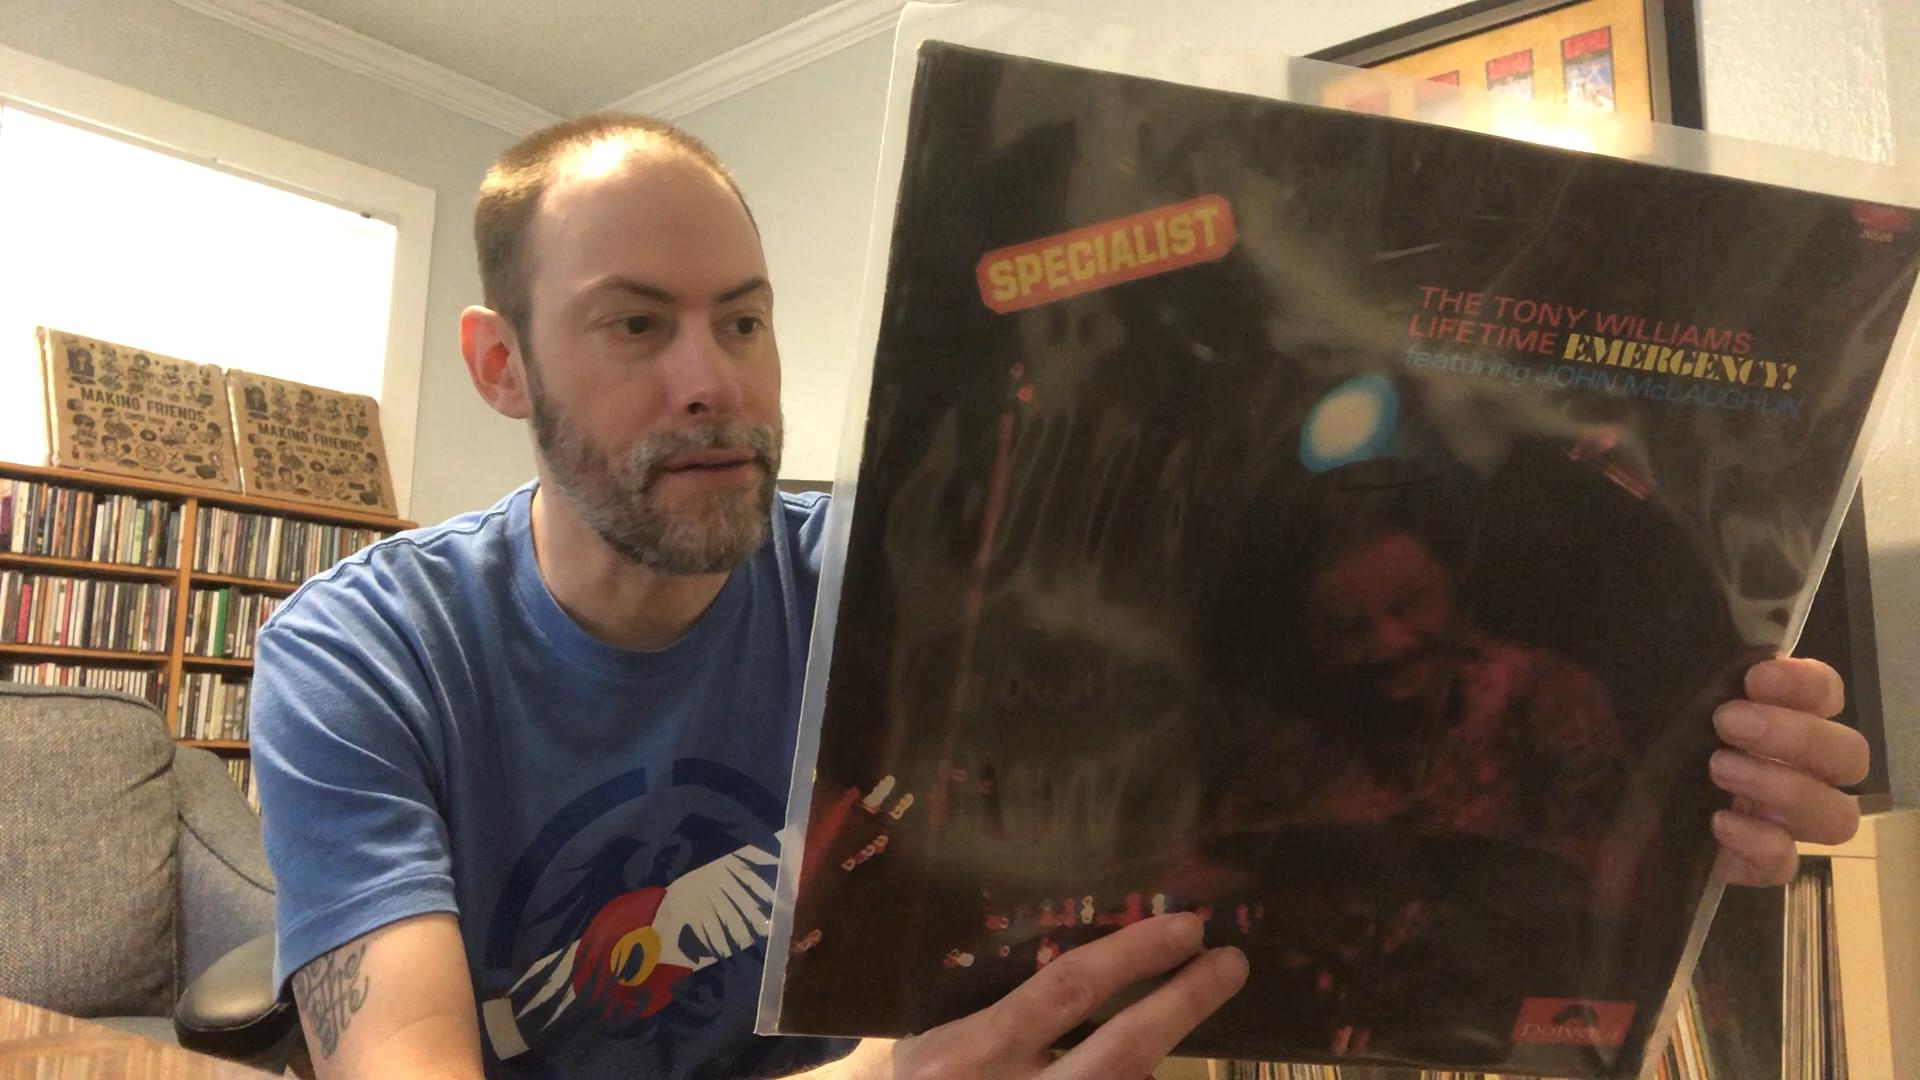 SPECIALIST
THE TONY WILLIAMS
LIFETIME EMERGENCY!
featuring JOHN McLAUGHLIN
MAKING FRIENDS
MAKING FRIENDS
polydor